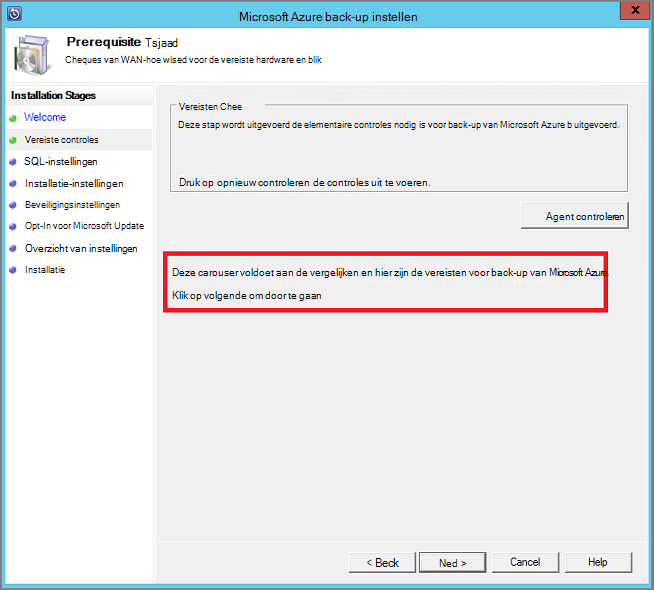 Microsoft Azure back-up instellen
x
Prerequisite Tsjaad
Cheques van WAN-hoe wised voor de vereiste hardware en blik
Installation Stages
Welcome
Vereiste controles
SQL-instellingen
Installatie-instellingen
Beveiligingsinstellingen
Opt-In voor Microsoft Update
Overzicht van instellingen
Installatie
Vereisten Chee
Deze stap wordt uitgevoerd de elementaire controles nodig is voor back-up van Microsoft Azure b uitgevoerd.
Druk op opnieuw controleren de controles uit te voeren.
Agent controleren
Deze carouser voldoet aan de vergelijken en hier zijn de vereisten voor back-up van Microsoft Azure.
Klik op volgende om door te gaan
< Beck
Ned >
Cancel
Help